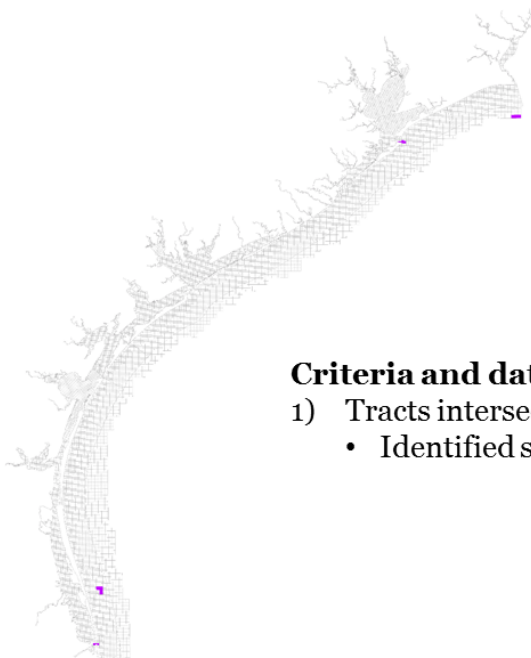 Criteria and dat
1) Tracts interse
• Identified s